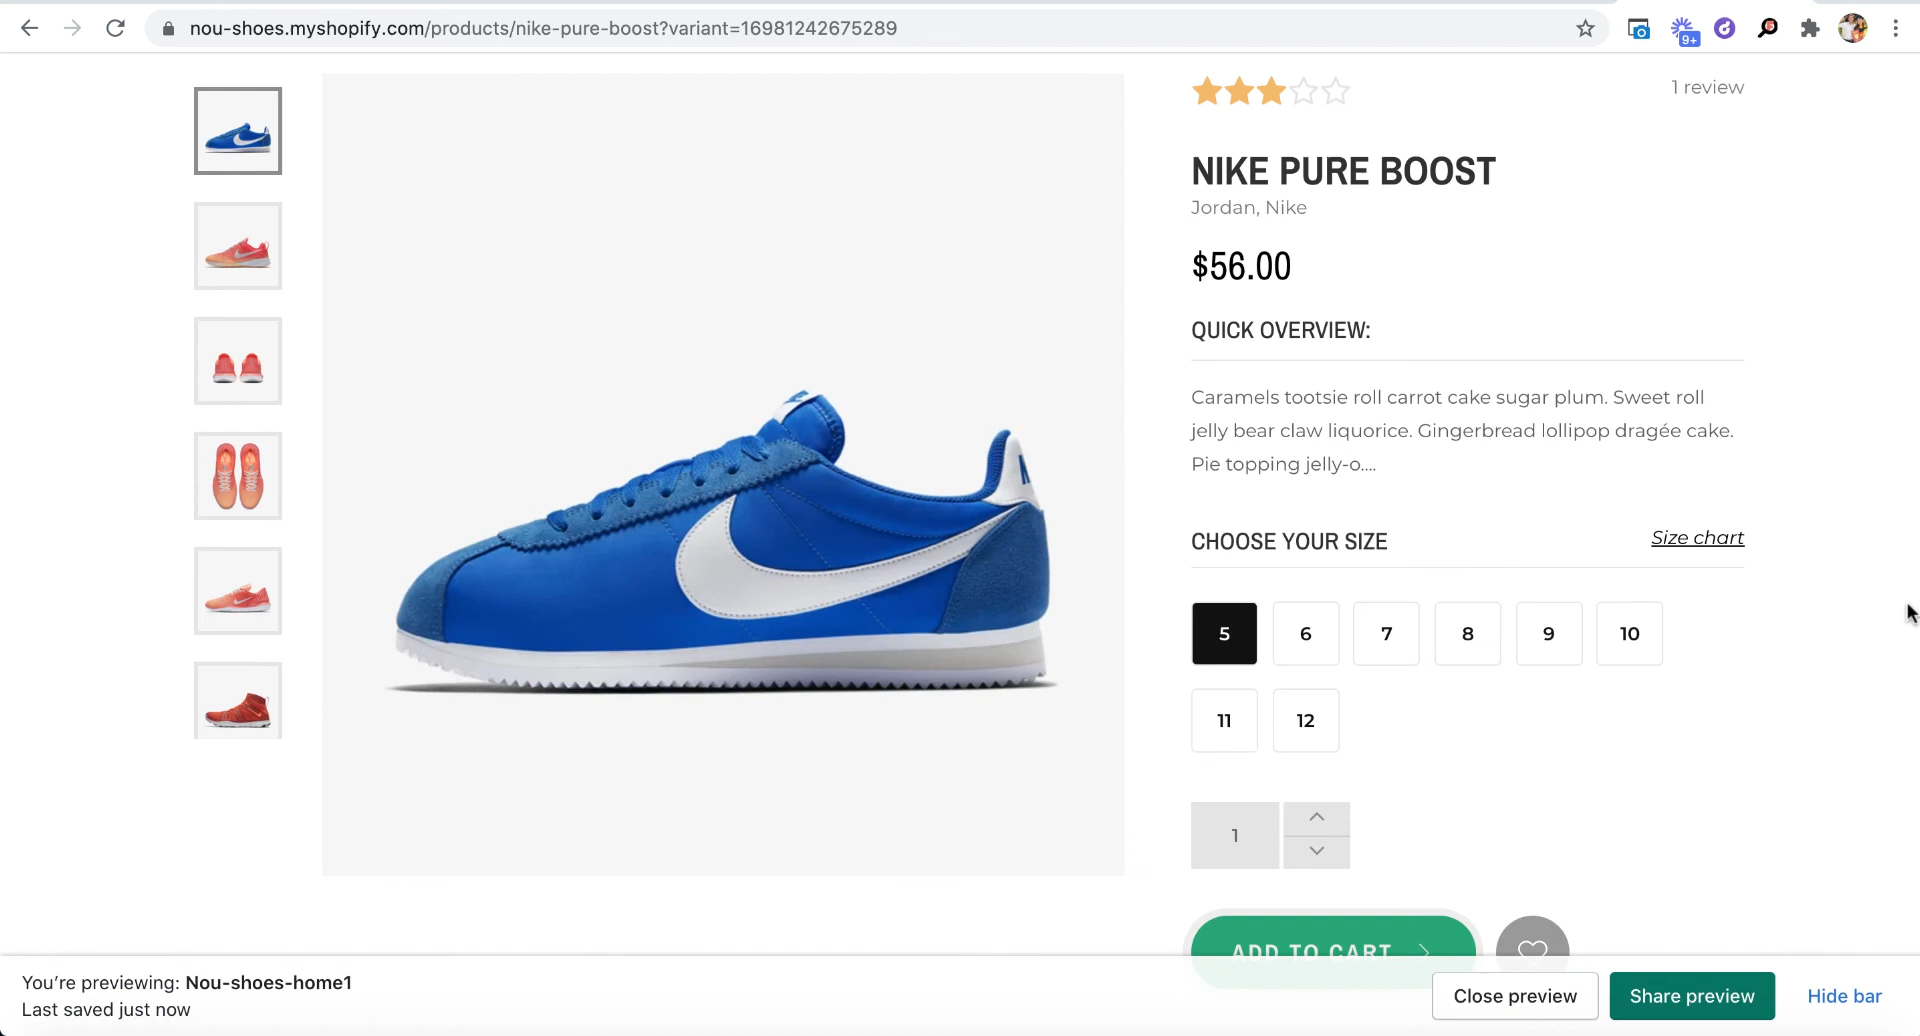 nou-shoes.myshopify.com/products/nike-pure-boost?variant=16981242675289
9+
1 review
NIKE PURE BOOST
Jordan, Nike
$56.00
QUICK OVERVIEW:
Caramels tootsie roll carrot cake sugar plum. Sweet roll
jelly bear claw liquorice. Gingerbread lollipop dragée cake.
Pie topping jelly-o....
CHOOSE YOUR SIZE
Size chart
5 6 7 8 9 10
11 12
1
ADD TO CART
You're previewing: Nou-shoes-home1
Last saved just now
Close preview
Share preview
Hide bar